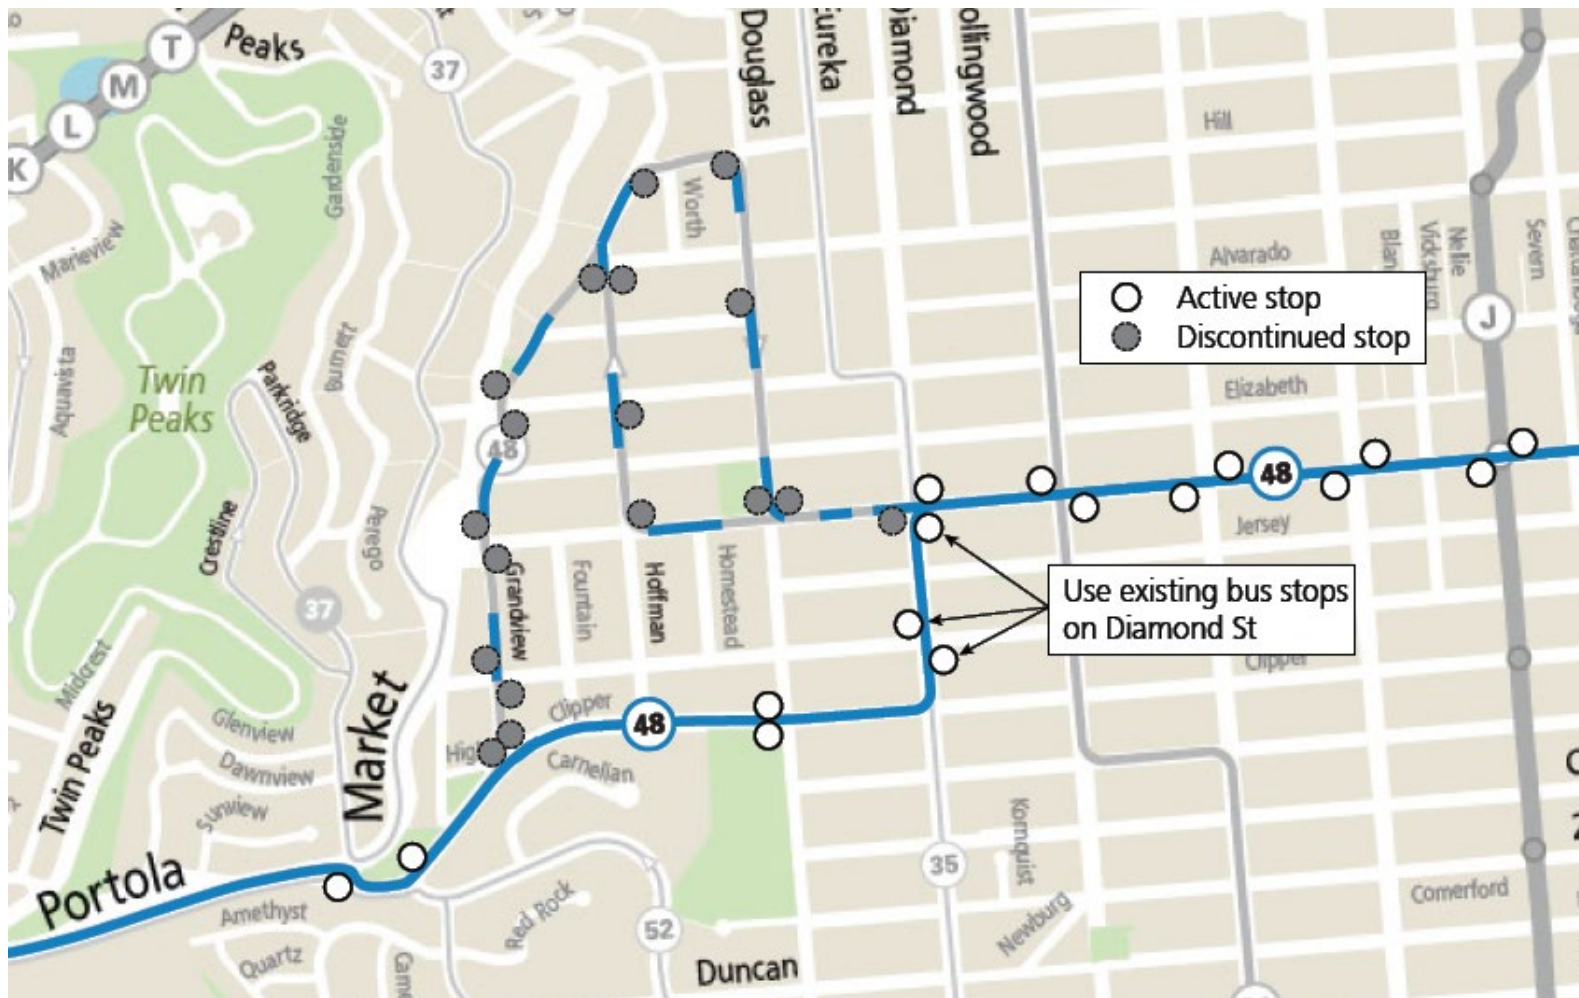 Peaks
T
M
L
K
37
Douglass
Eureka
Diamond
ollingwood
Hill
Gardenside
Worth
Marieview
Alvarado
Vicksburg
Nellie
Severn
Active stop
Discontinued stop
J
Aquavista
Twin
Peaks
Parkridge
Burnett
Elizabeth
48
48
Jersey
Crestline
Perego
Grandview
Fountain
Hoffman
Homestead
37
Use existing bus stops
on Diamond St
Clipper
Midcrest
Twin Peaks
Glenview
Dawnview
Sunview
Market
Hig
Clipper
48
Carnelian
Kornquist
35
Portola
Amethyst
Quartz
Red Rock
52
Newburg
Comerford
Duncan